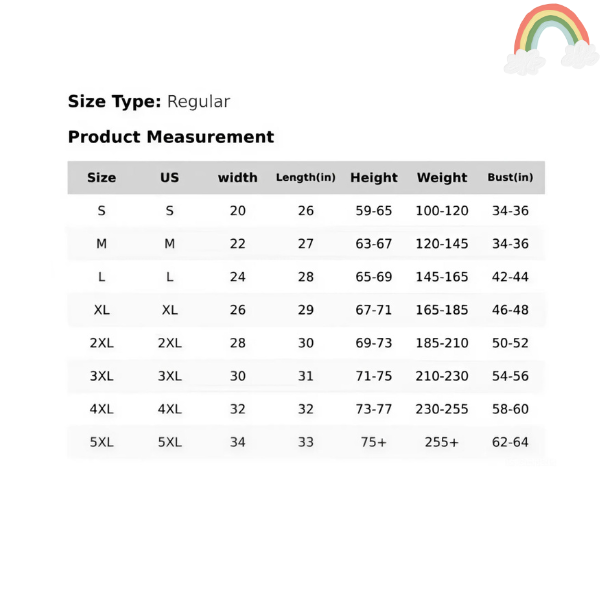 Size Type: Regular
Product Measurement
Size US width Length(in) Height Weight Bust(in)
S S 20 26 59-65 100-120 34-36
M M 22 27 63-67 120-145 34-36
L L 24 28 65-69 145-165 42-44
XL XL 26 29 67-71 165-185 46-48
2XL 2XL 28 30 69-73 185-210 50-52
3XL 3XL 30 31 71-75 210-230 54-56
4XL 4XL 32 32 73-77 230-255 58-60
5XL 5XL 34 33 75+ 255+ 62-64